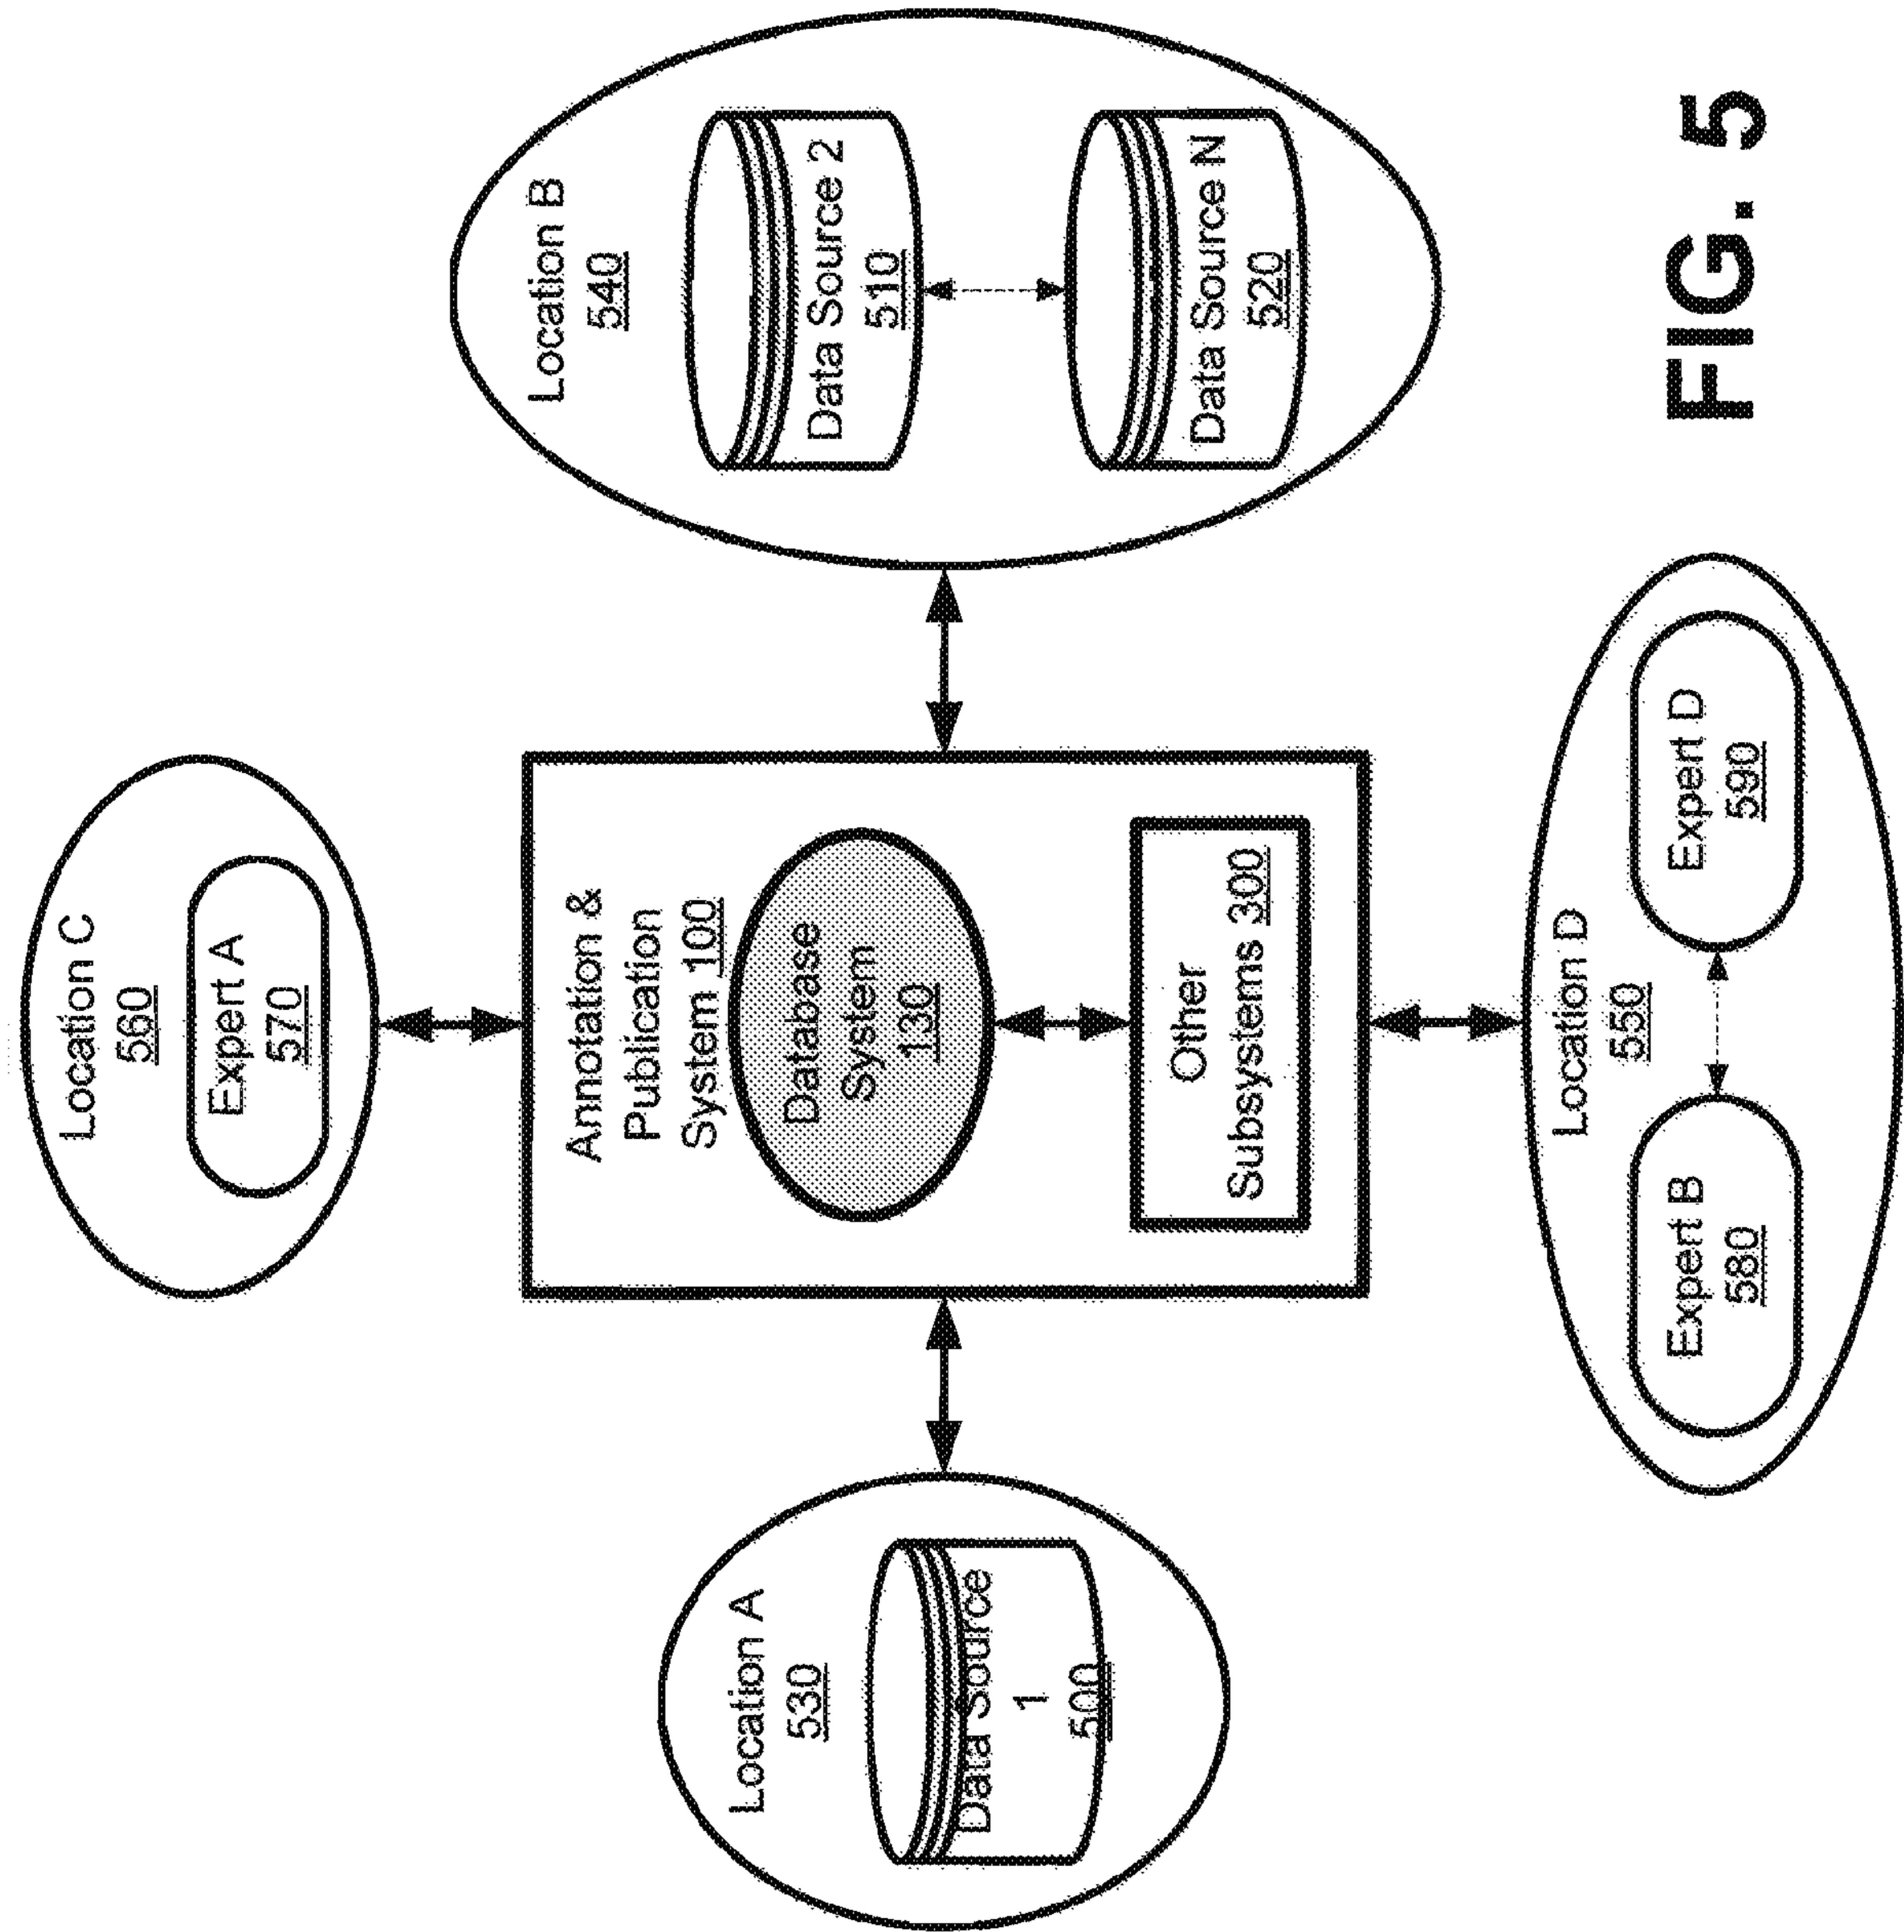 Location C
560
Expert A
570
Location A
530
Data Source
1
500
Annotation &
Publication
System 100
Database
System
130
Other
Subsystems 300
Location B
540
Data Source 2
510
Data Source N
520
Location D
550
Expert B
580
Expert D
590
FIG. 5